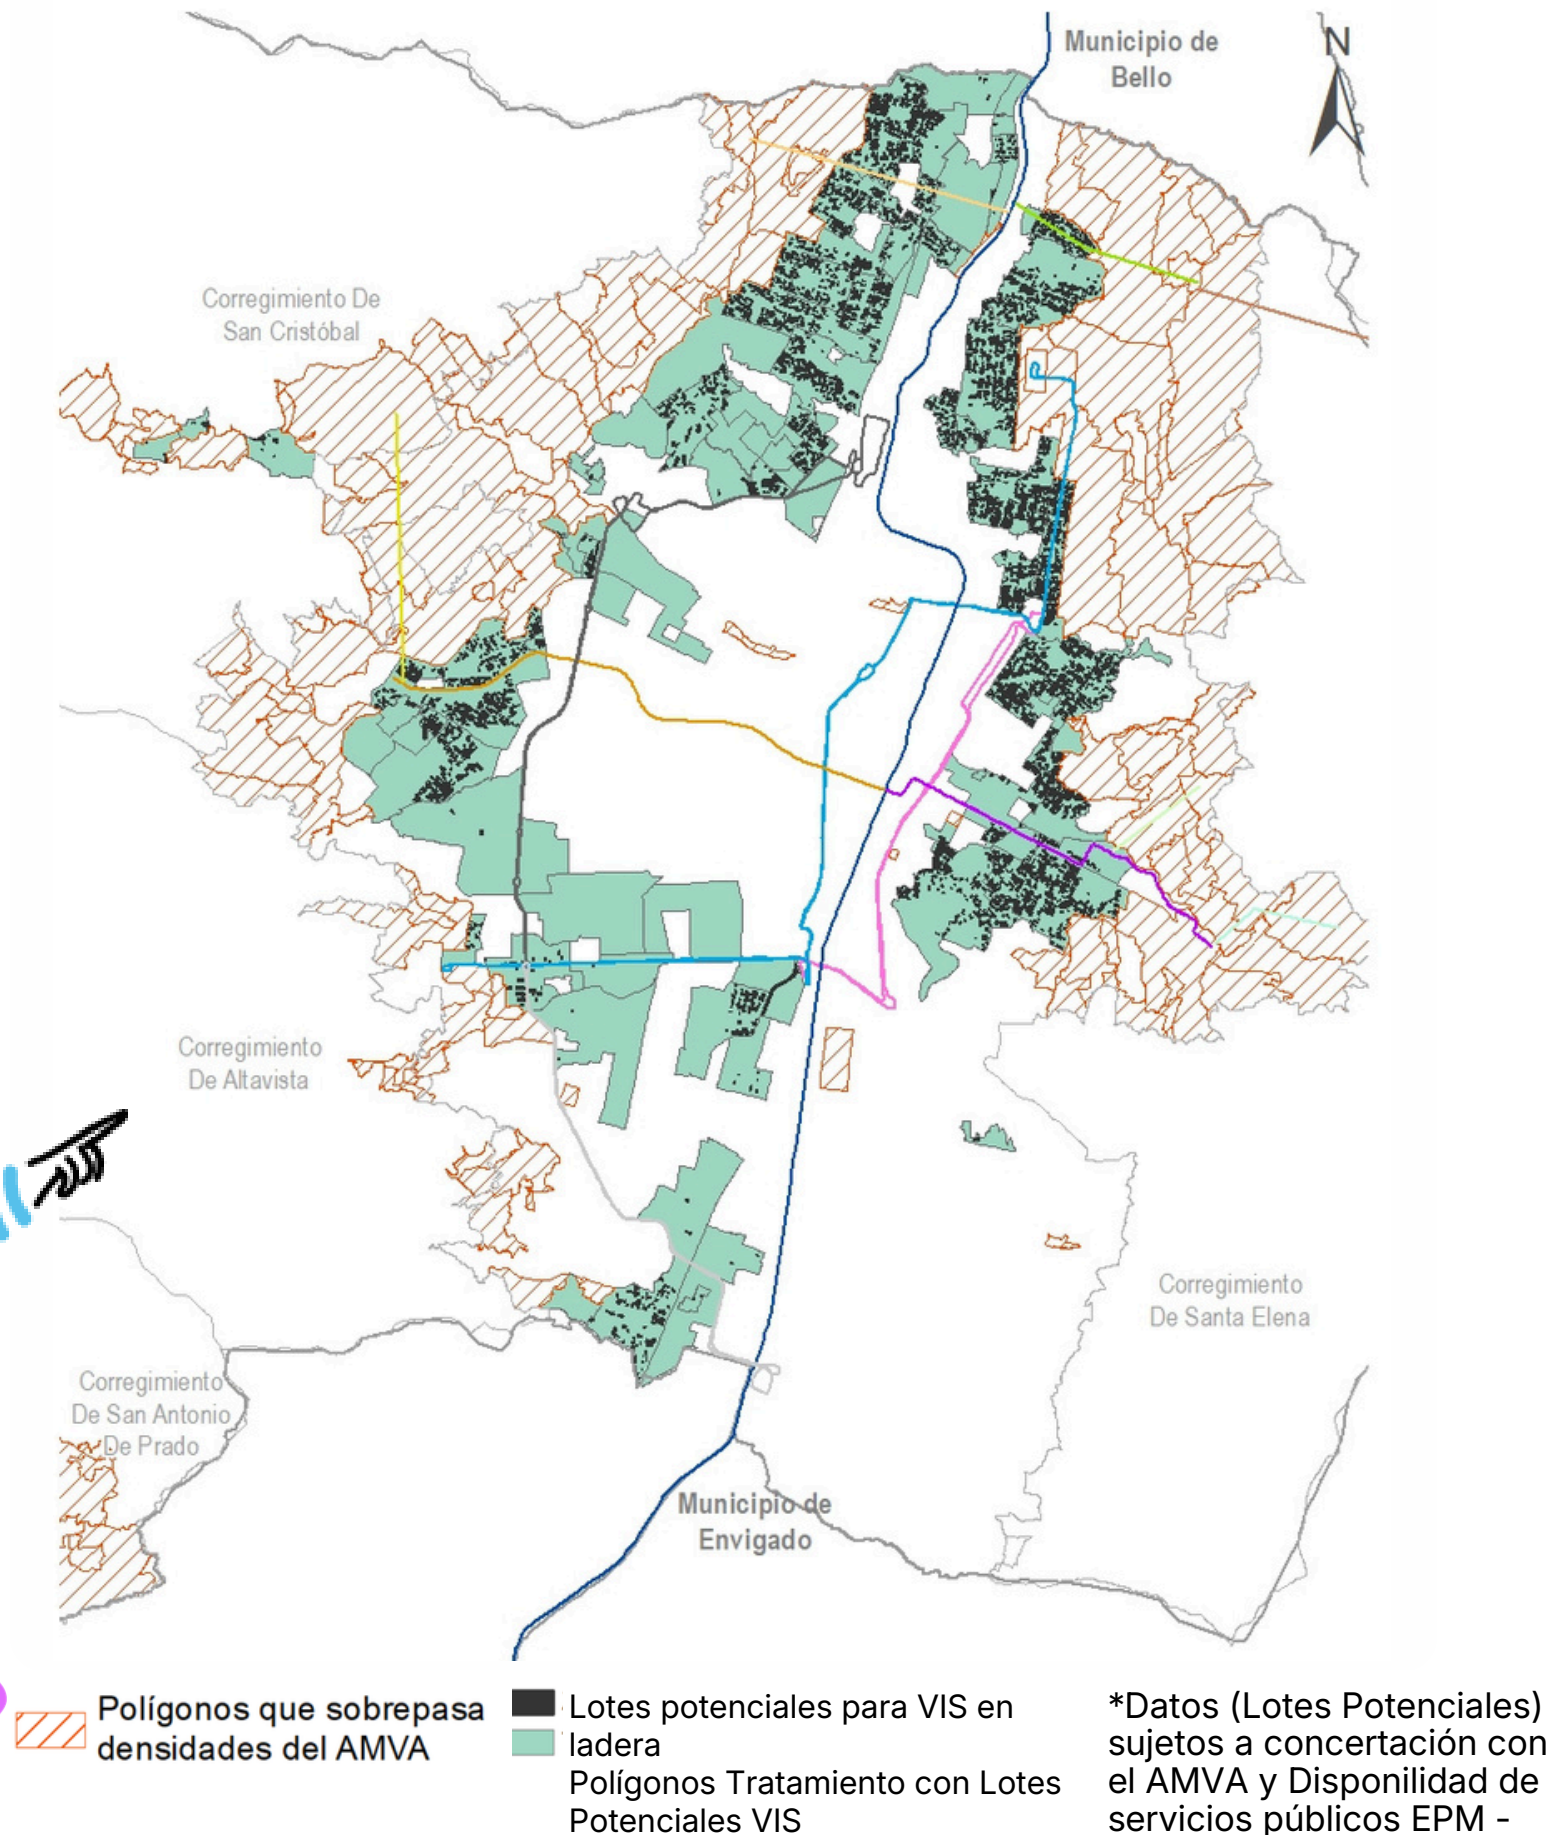 Municipio de
Bello
N
Corregimiento De
San Cristóbal
Corregimiento
De Altavista
Corregimiento
De Santa Elena
Corregimiento
De San Antonio
De Prado
Municipio de
Envigado
Polígonos que sobrepasa
densidades del AMVA
Lotes potenciales para VIS en
ladera
Polígonos Tratamiento con Lotes
Potenciales VIS
*Datos (Lotes Potenciales)
sujetos a concertación con
el AMVA y Disponilidad de
servicios públicos EPM -